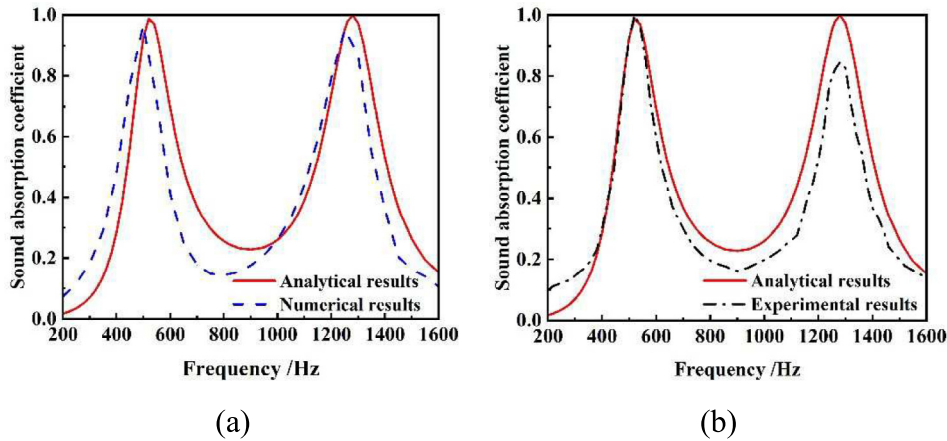 1.0
0.8
0.6
0.4
0.2
0.0
Sound absorption coefficient
Analytical results
Numerical results
200 400 600 800 1000 1200 1400 1600
Frequency /Hz
(a)
1.0
0.8
0.6
0.4
0.2
0.0
Sound absorption coefficient
Analytical results
Experimental results
200 400 600 800 1000 1200 1400 1600
Frequency /Hz
(b)